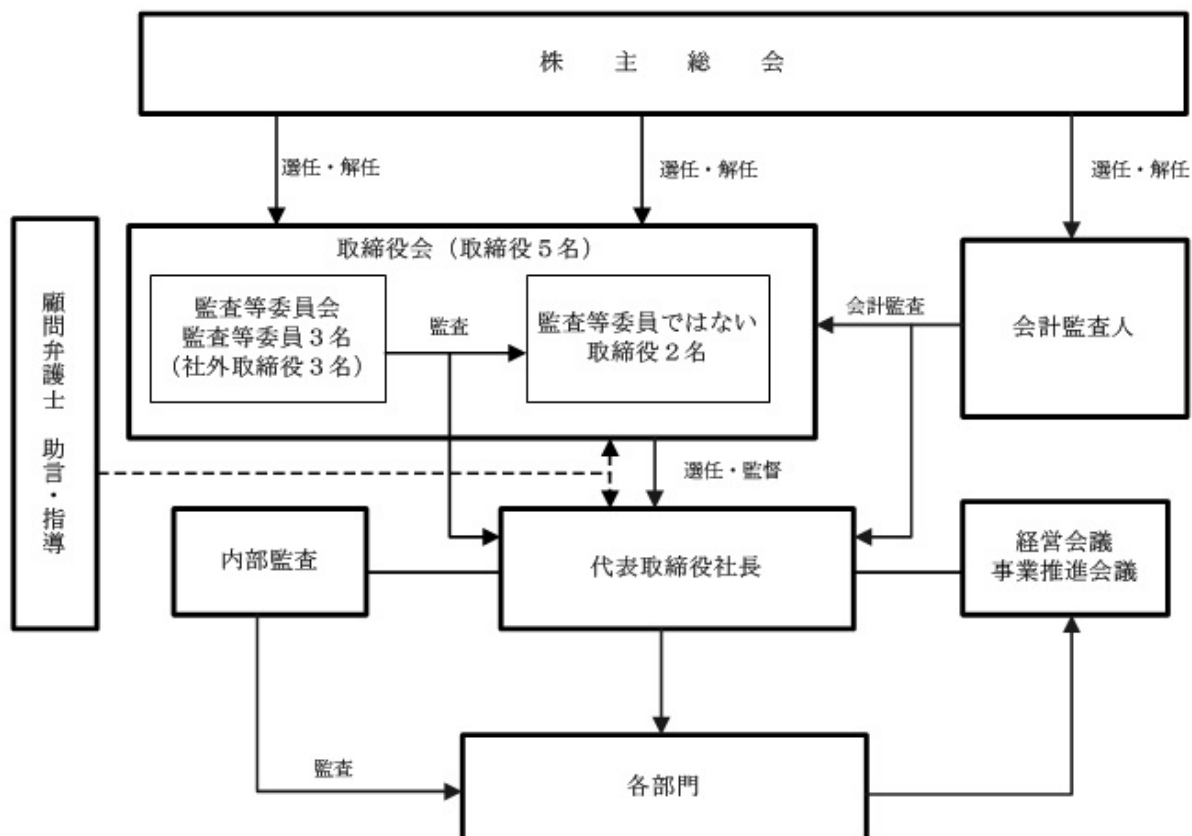 株主総会
選任・解任
選任・解任
選任・解任
取締役会（取締役５名）
監査等委員会
監査等委員３名
（社外取締役３名）
監査
監査等委員ではない
取締役２名
会計監査
会計監査人
顧問弁護士　助言・指導
選任・監督
内部監査
代表取締役社長
経営会議
事業推進会議
監査
各部門